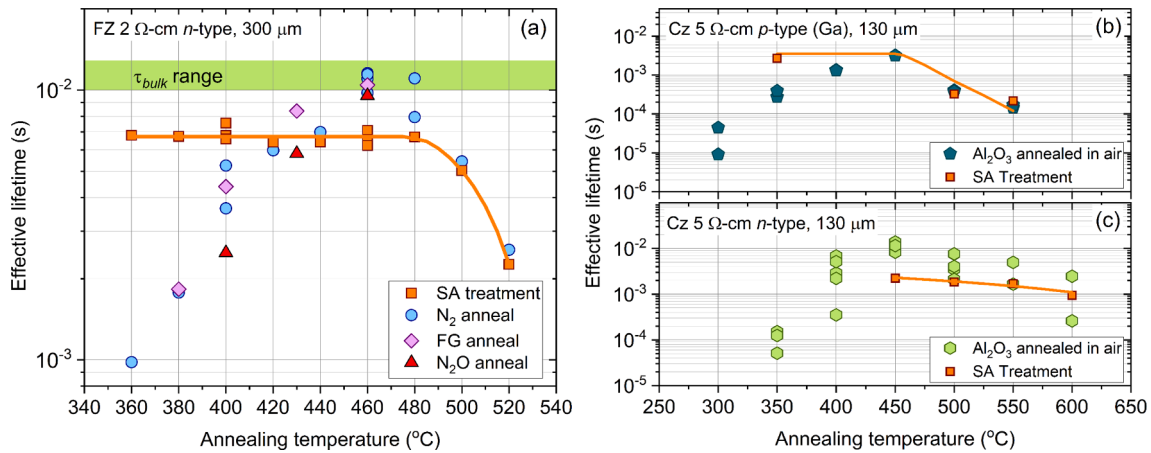 FZ 2 Ω-cm n-type, 300 μm
(a)
τbulk range
Effective lifetime (s)
10⁻²
10⁻³
SA treatment
N₂ anneal
FG anneal
N₂O anneal
340 360 380 400 420 440 460 480 500 520 540
Annealing temperature (°C)
Cz 5 Ω-cm p-type (Ga), 130 μm
(b)
10⁻²
10⁻³
10⁻⁴
10⁻⁵
10⁻⁶
Al₂O₃ annealed in air
SA Treatment
Effective lifetime (s)
Cz 5 Ω-cm n-type, 130 μm
(c)
10⁻²
10⁻³
10⁻⁴
10⁻⁵
Al₂O₃ annealed in air
SA Treatment
250 300 350 400 450 500 550 600 650
Annealing temperature (°C)